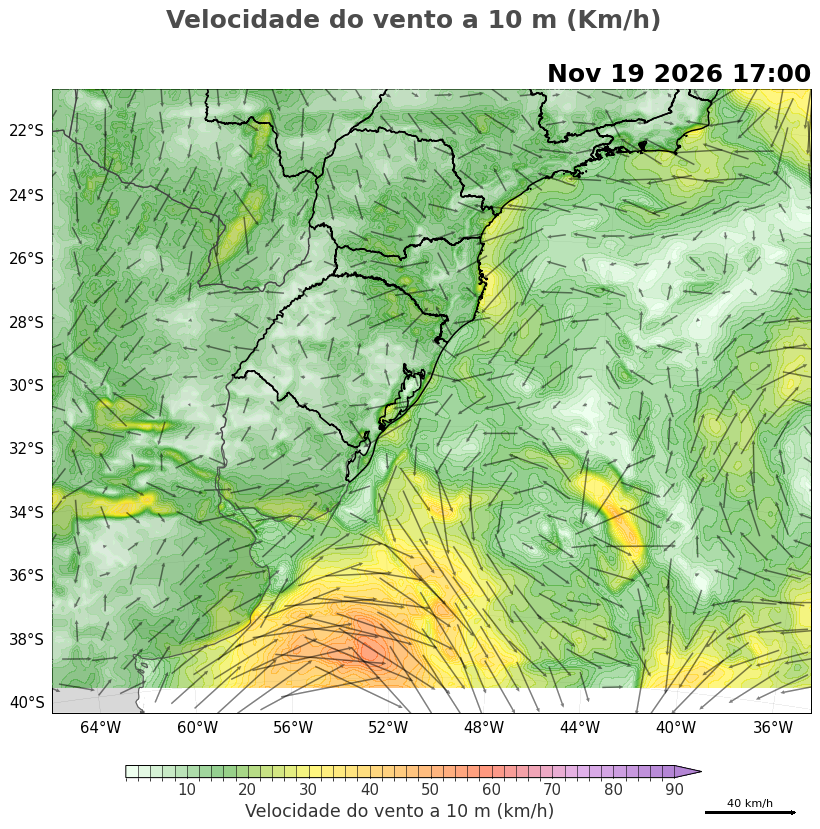 Velocidade do vento a 10 m (Km/h)
Nov 19 2026 17:00
22°S
24°S
26°S
28°S
30°S
32°S
34°S
36°S
38°S
40°S
64°W 60°W 56°W 52°W 48°W 44°W 40°W 36°W
10 20 30 40 50 60 70 80 90
Velocidade do vento a 10 m (km/h)
40 km/h